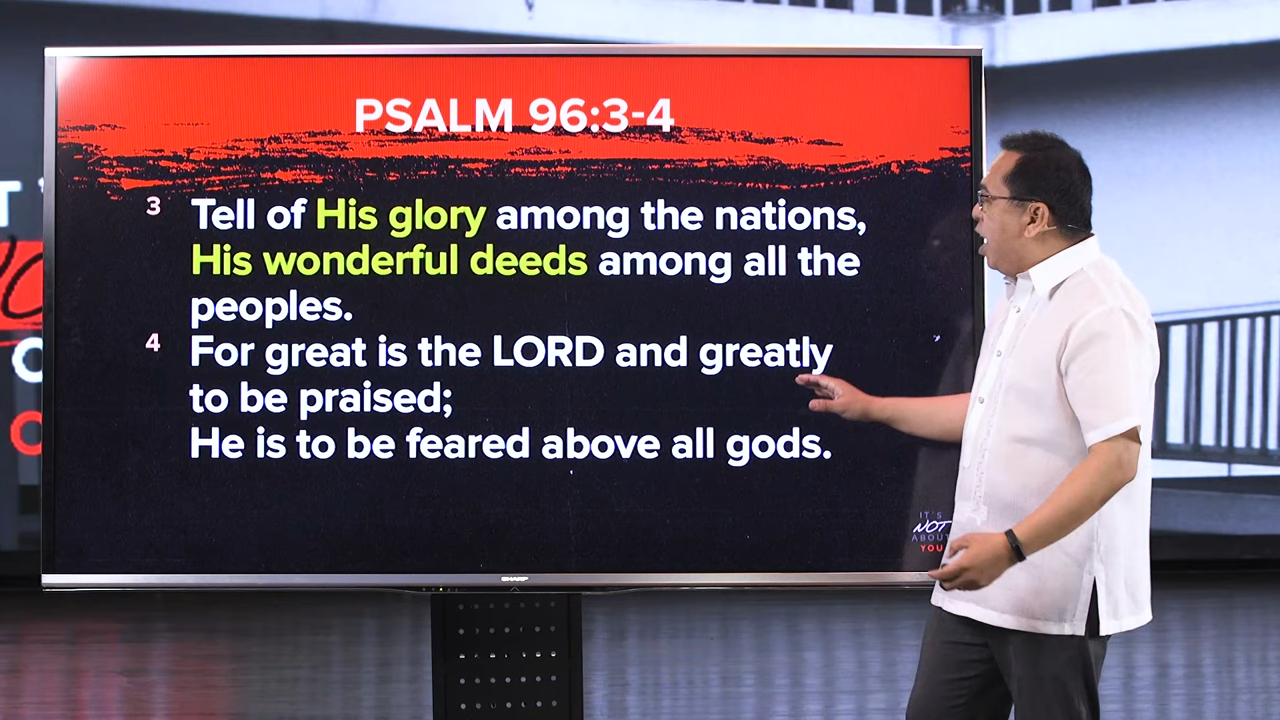 PSALM 96:3-4
3 Tell of His glory among the nations,
His wonderful deeds among all the
peoples.
4 For great is the LORD and greatly
to be praised;
He is to be feared above all gods.
IT'S
NOT
ABOUT
YOU
SHARP